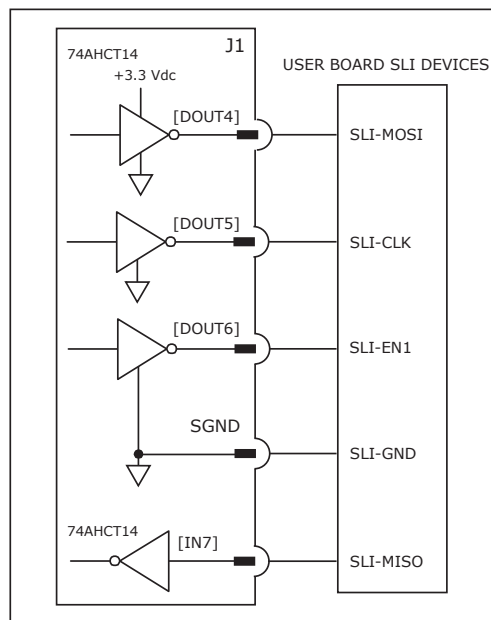 J1
74AHCT14
+3.3 Vdc
USER BOARD SLI DEVICES
[DOUT4]
SLI-MOSI
[DOUT5]
SLI-CLK
[DOUT6]
SLI-EN1
SGND
SLI-GND
74AHCT14
[IN7]
SLI-MISO